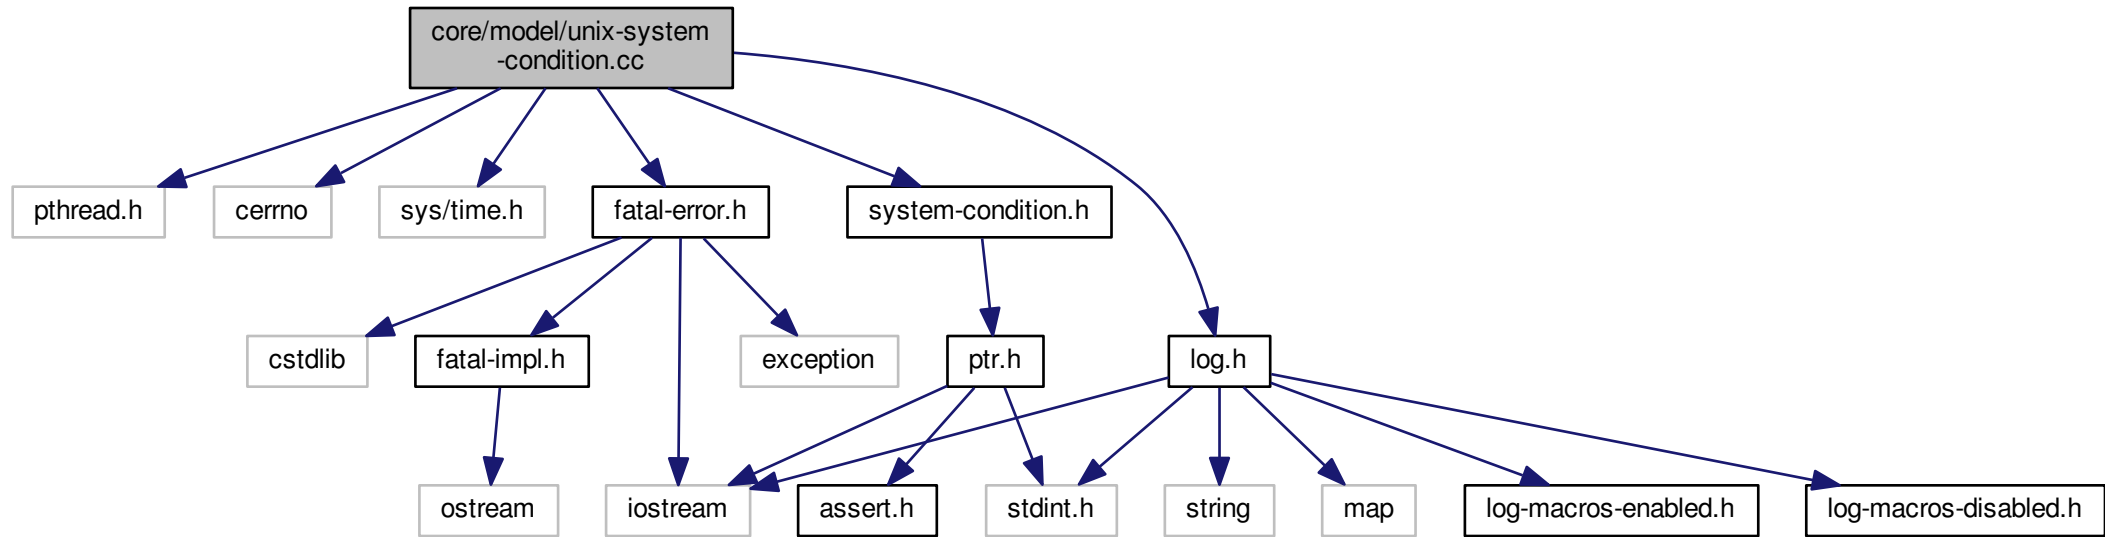 core/model/unix-system
-condition.cc
pthread.h
cerrno
sys/time.h
fatal-error.h
system-condition.h
cstdlib
fatal-impl.h
exception
ptr.h
log.h
ostream
iostream
assert.h
stdint.h
string
map
log-macros-enabled.h
log-macros-disabled.h